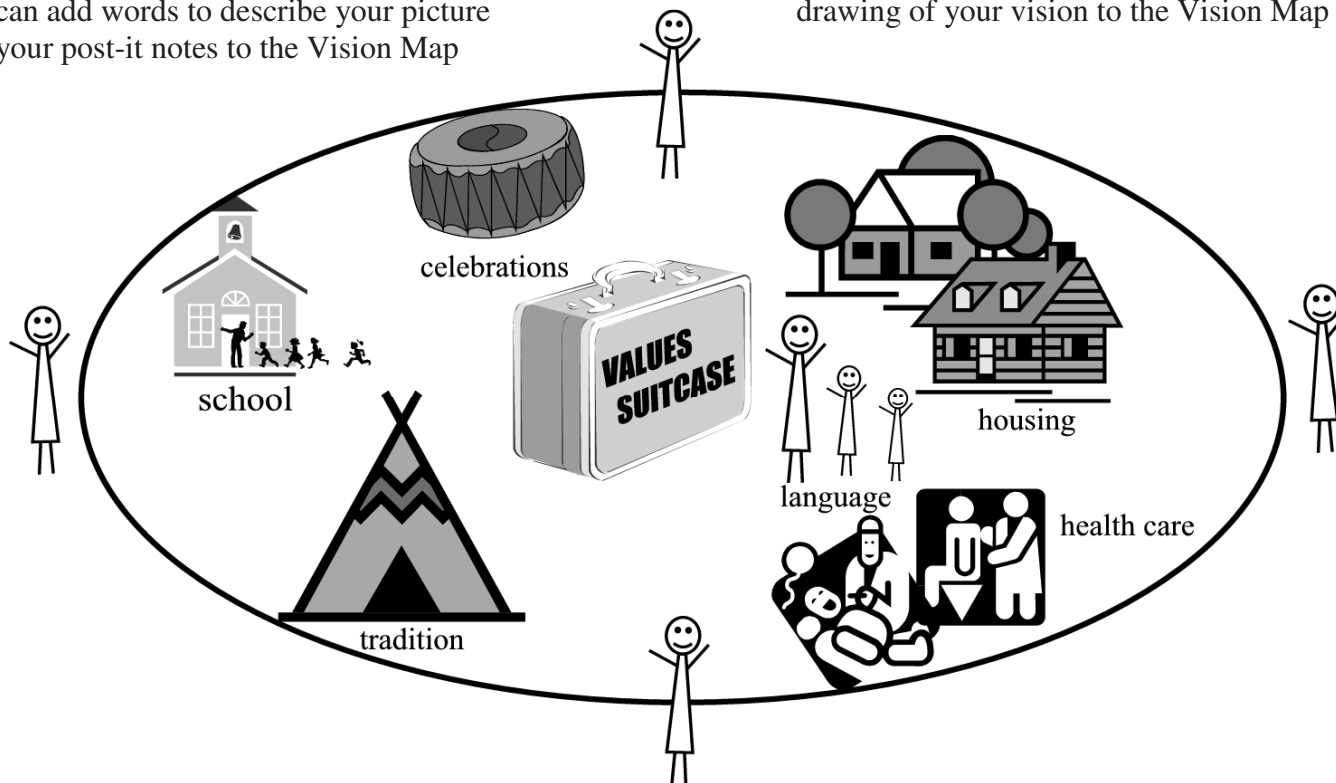 can add words to describe your picture
your post-it notes to the Vision Map
drawing of your vision to the Vision Map
celebrations
school
VALUES
SUITCASE
housing
language
health care
tradition